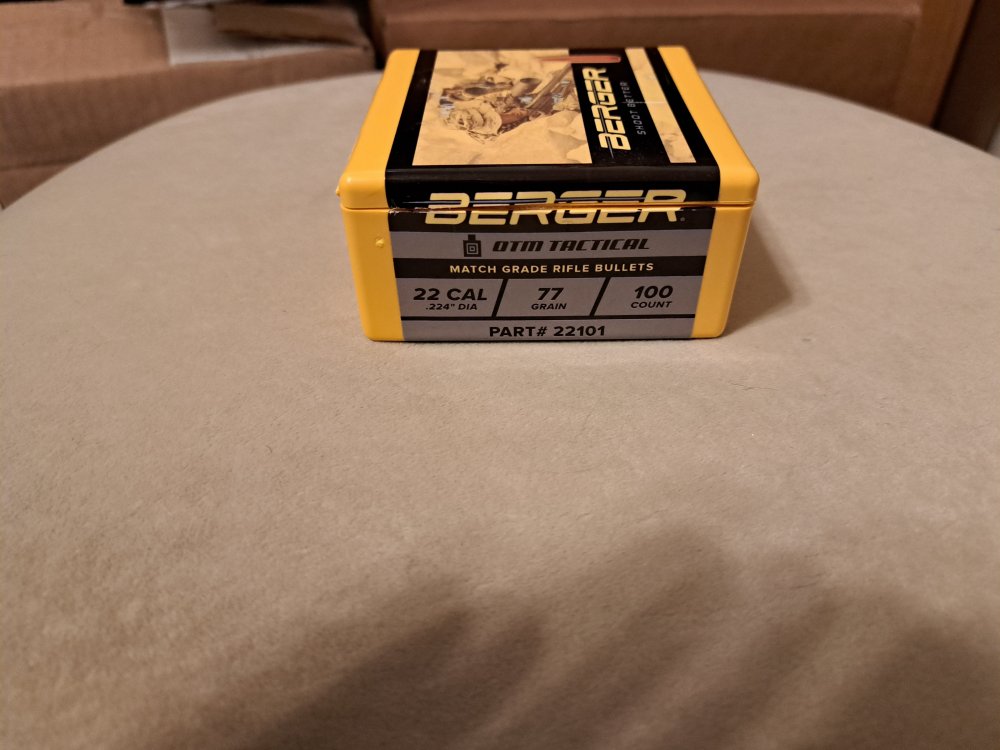 BERGER
SHOOT BETTER
BERGER
OTM TACTICAL
MATCH GRADE RIFLE BULLETS
22 CAL
.224" DIA
77
GRAIN
100
COUNT
PART# 22101